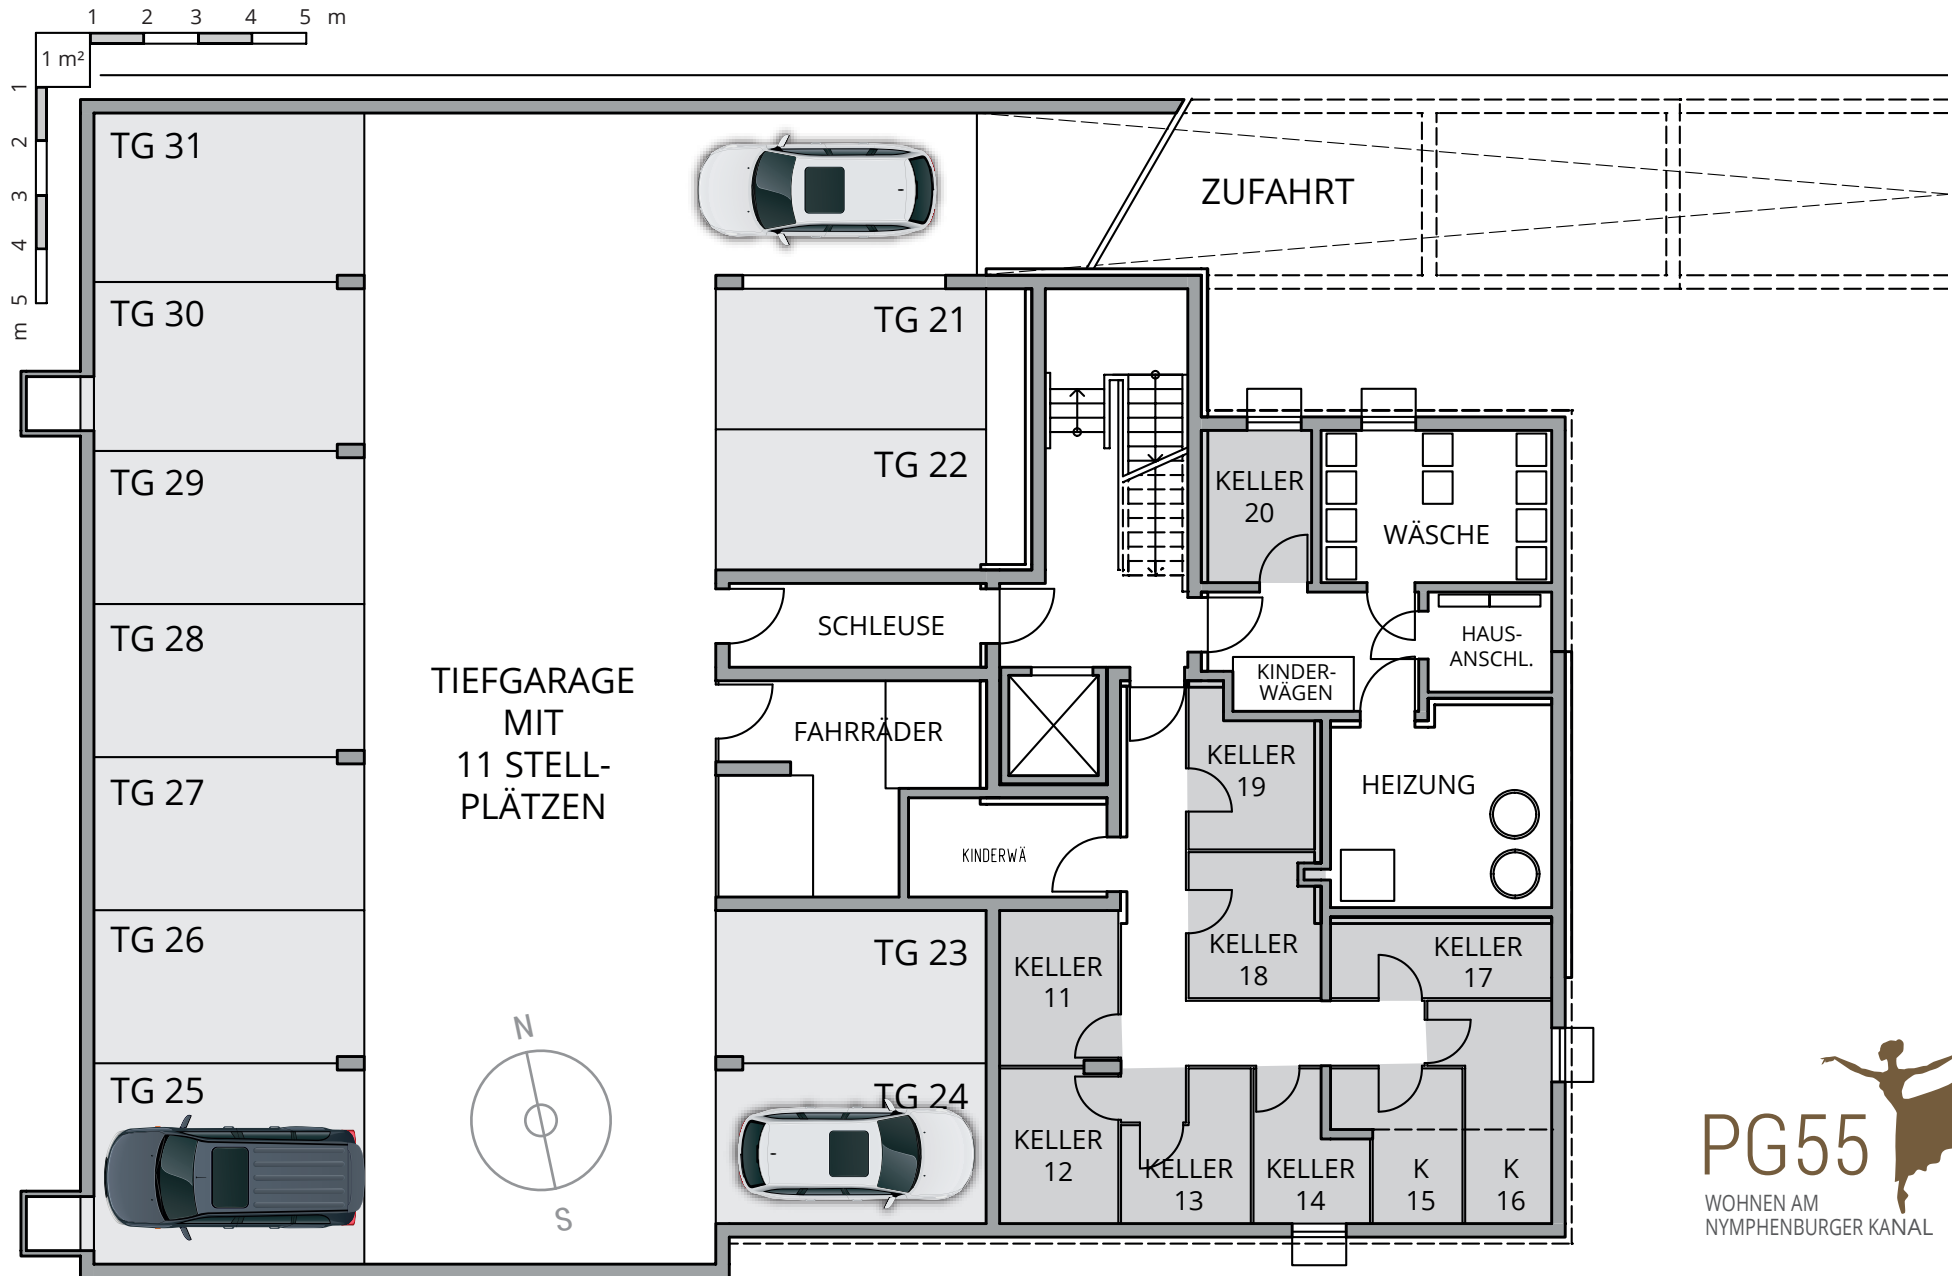 1 2 3 4 5 m
1 m²
1
2
3
4
5
m
TG 31
ZUFAHRT
TG 30
TG 21
TG 29
TG 22
KELLER
20
WÄSCHE
TG 28
SCHLEUSE
HAUS-
ANSCHL.
KINDER-
WÄGEN
TIEFGARAGE
MIT
11 STELL-
PLÄTZEN
FAHRRÄDER
KELLER
19
HEIZUNG
TG 27
KINDERWÄ
TG 26
TG 23
KELLER
11
KELLER
18
KELLER
17
N
S
TG 25
TG 24
KELLER
12
KELLER
13
KELLER
14
K
15
K
16
PG55
WOHNEN AM
NYMPHENBURGER KANAL